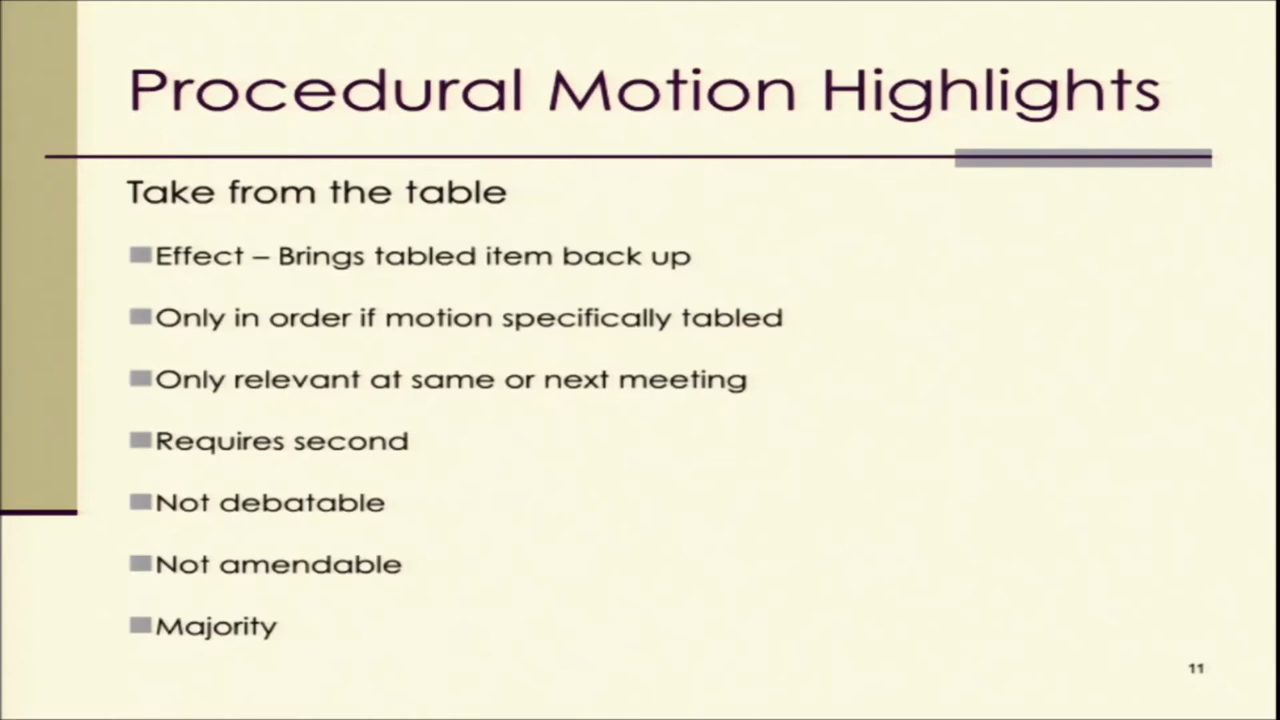 Procedural Motion Highlights
Take from the table
Effect – Brings tabled item back up
Only in order if motion specifically tabled
Only relevant at same or next meeting
Requires second
Not debatable
Not amendable
Majority
11